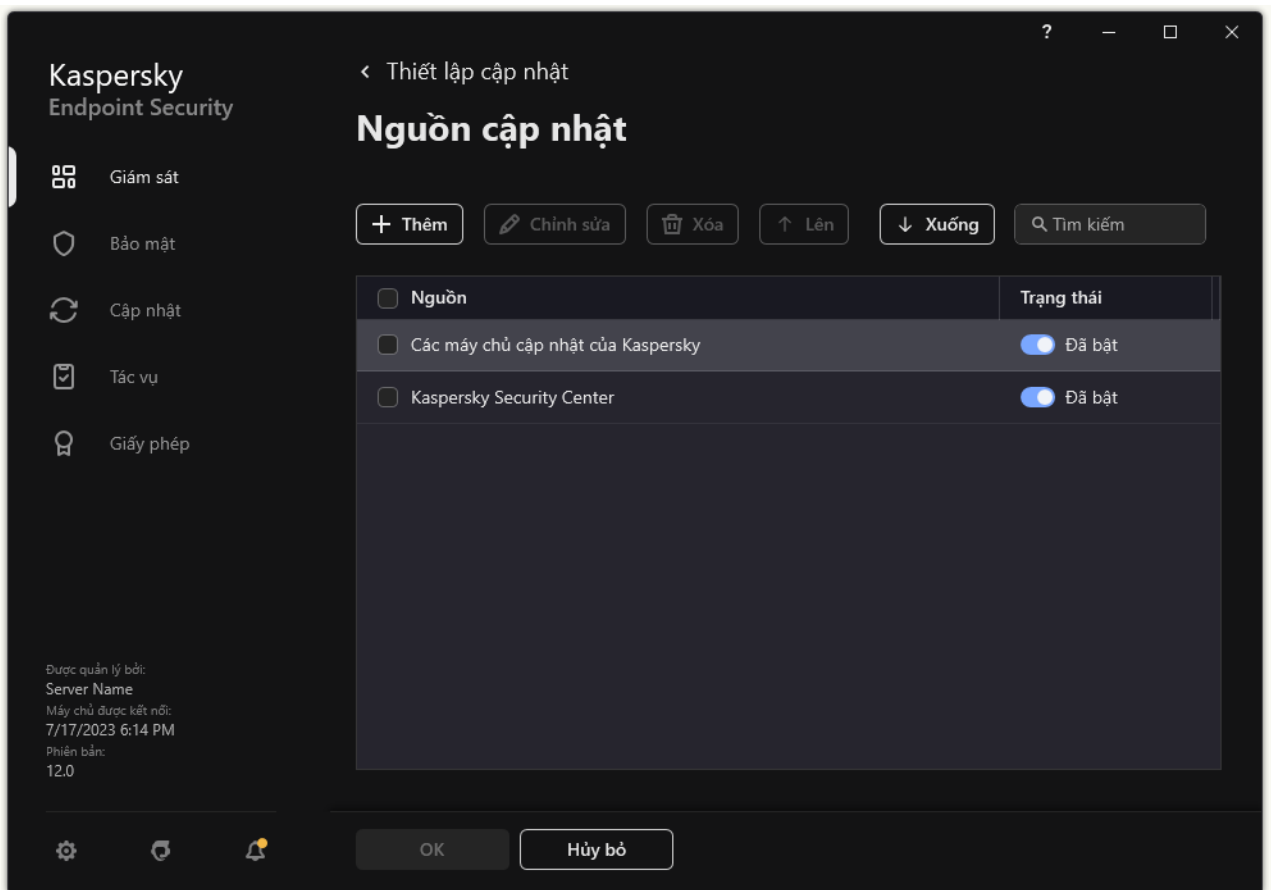 ?
Kaspersky
Endpoint Security
Giám sát
Bảo mật
Cập nhật
Tác vụ
Giấy phép
Được quản lý bởi:
Server Name
Máy chủ được kết nối:
7/17/2023 6:14 PM
Phiên bản:
12.0
Thiết lập cập nhật
Nguồn cập nhật
Thêm Chỉnh sửa Xóa Lên Xuống Tìm kiếm
Nguồn Trạng thái
Các máy chủ cập nhật của Kaspersky Đã bật
Kaspersky Security Center Đã bật
OK Hủy bỏ